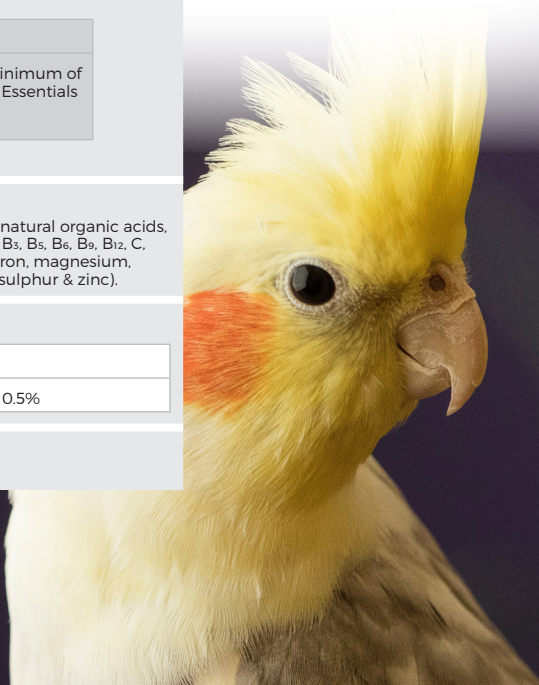 inimum of
Essentials
natural organic acids,
B₃, B₅, B₆, B₉, B₁₂, C,
ron, magnesium,
sulphur & zinc).
0.5%